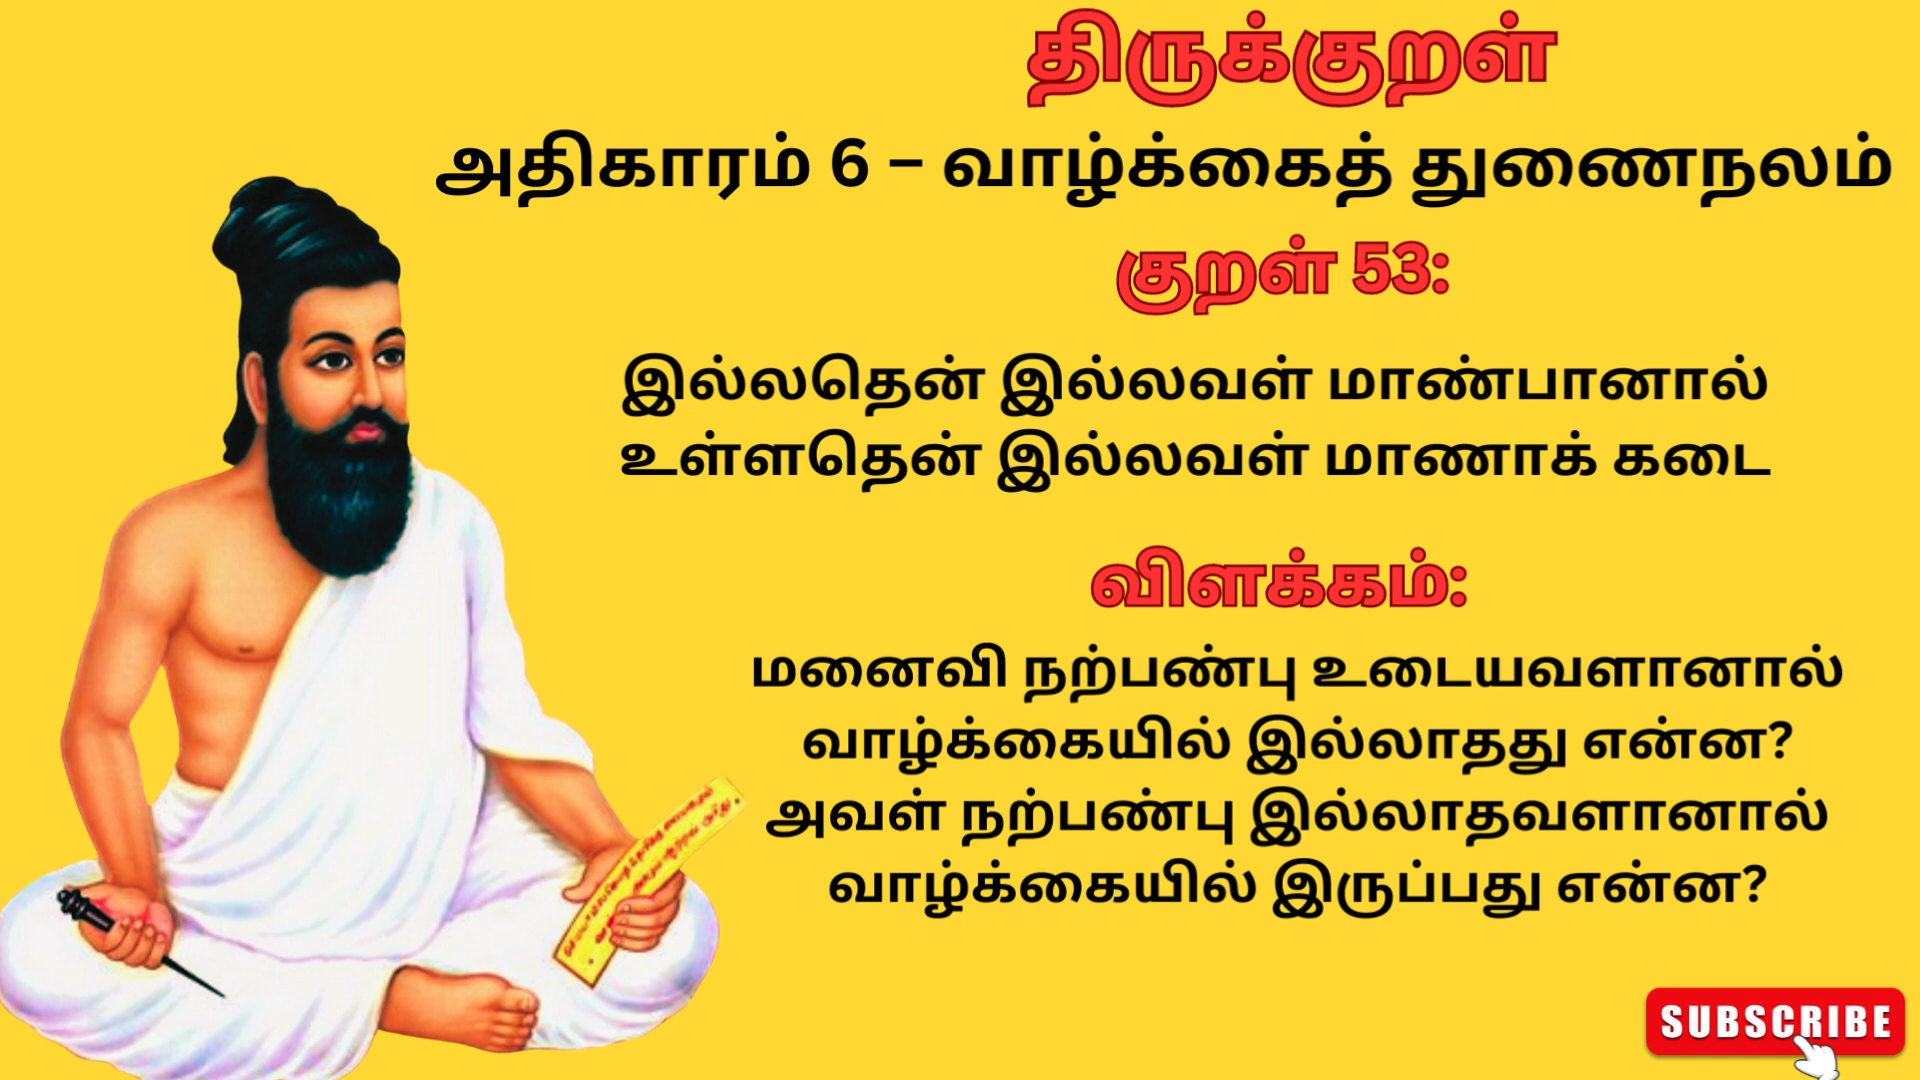 திருக்குறள்
அதிகாரம் 6 – வாழ்க்கைத் துணைநலம்
குறள் 53:
இல்லதென் இல்லவள் மாண்பானால்
உள்ளதென் இல்லவள் மாணாக் கடை
விளக்கம்:
மனைவி நற்பண்பு உடையவளானால்
வாழ்க்கையில் இல்லாதது என்ன?
அவள் நற்பண்பு இல்லாதவளானால்
வாழ்க்கையில் இருப்பது என்ன?
SUBSCRIBE